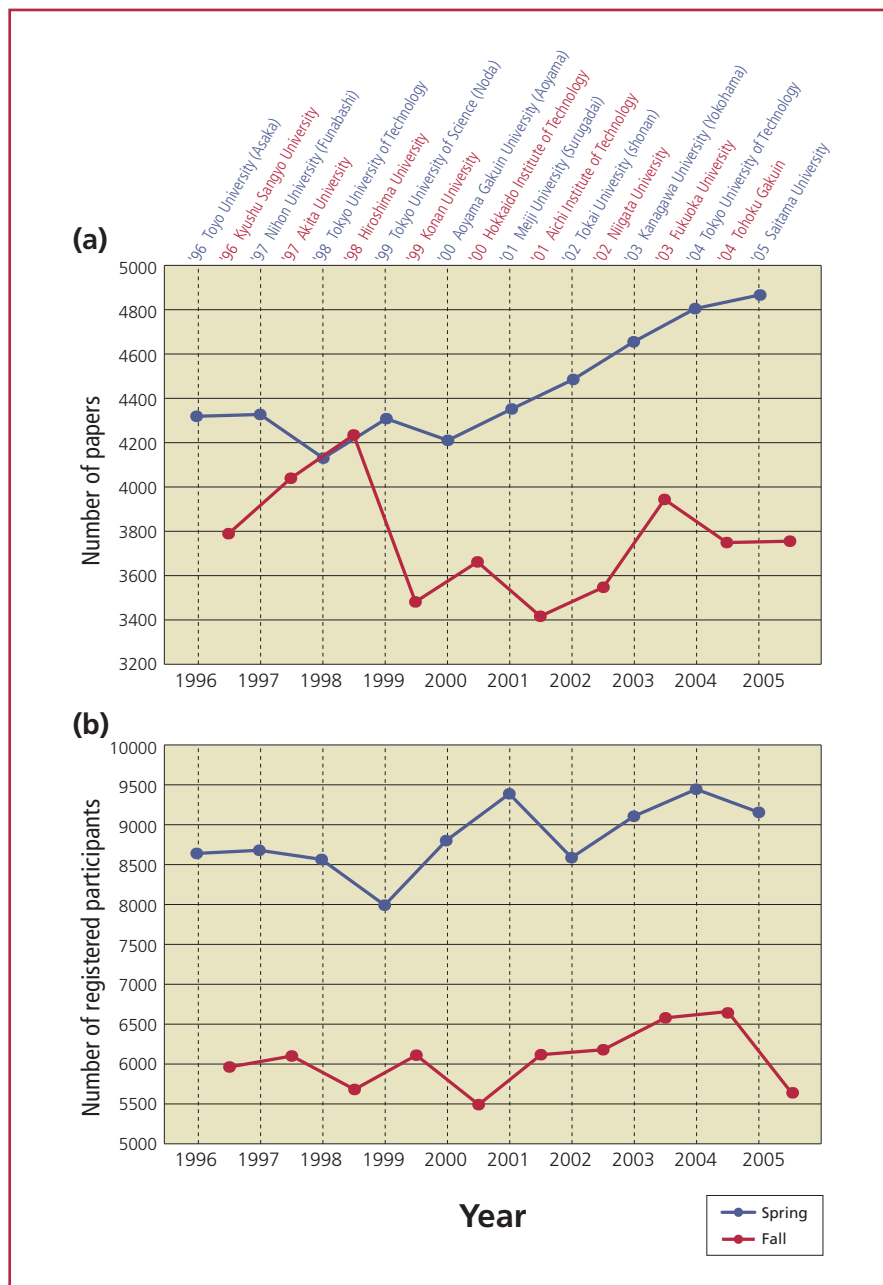 '96 Toyo University (Asaka)
'96 Kyushu Sangyo University
'97 Nihon University (Funabashi)
'97 Akita University
'98 Tokyo University of Technology
'98 Hiroshima University
'99 Tokyo University of Science (Noda)
'99 Konan University
'00 Aoyama Gakuin University (Aoyama)
'00 Hokkaido Institute of Technology
'01 Meiji University (Surugadai)
'01 Aichi Institute of Technology
'02 Tokai University (shonan)
'02 Niigata University
'03 Kanagawa University (Yokohama)
'03 Fukuoka University
'04 Tokyo University of Technology
'04 Tohoku Gakuin
'05 Saitama University
(a)
Number of papers
5000
4800
4600
4400
4200
4000
3800
3600
3400
3200
1996 1997 1998 1999 2000 2001 2002 2003 2004 2005
(b)
Number of registered participants
10000
9500
9000
8500
8000
7500
7000
6500
6000
5500
5000
1996 1997 1998 1999 2000 2001 2002 2003 2004 2005
Year
Spring
Fall